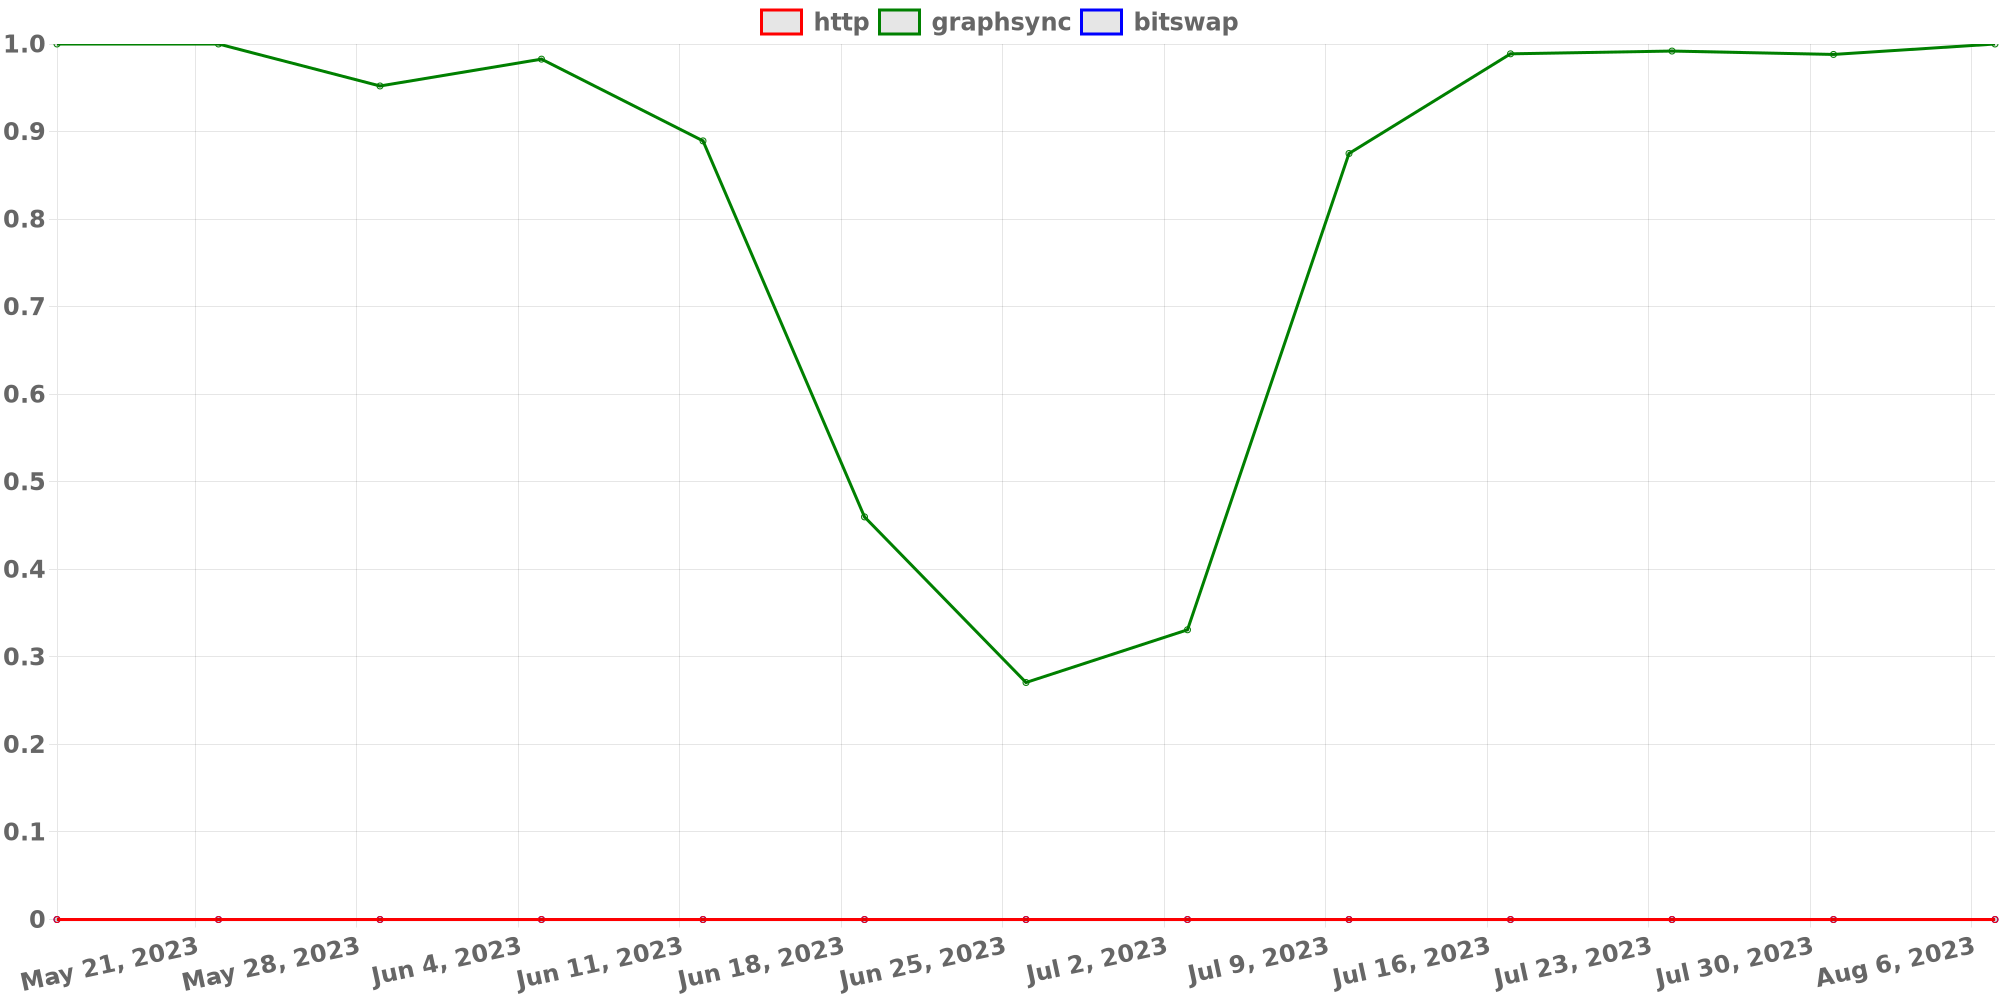 http graphsync bitswap
1.0
0.9
0.8
0.7
0.6
0.5
0.4
0.3
0.2
0.1
0
May 21, 2023
May 28, 2023
Jun 4, 2023
Jun 11, 2023
Jun 18, 2023
Jun 25, 2023
Jul 2, 2023
Jul 9, 2023
Jul 16, 2023
Jul 23, 2023
Jul 30, 2023
Aug 6, 2023